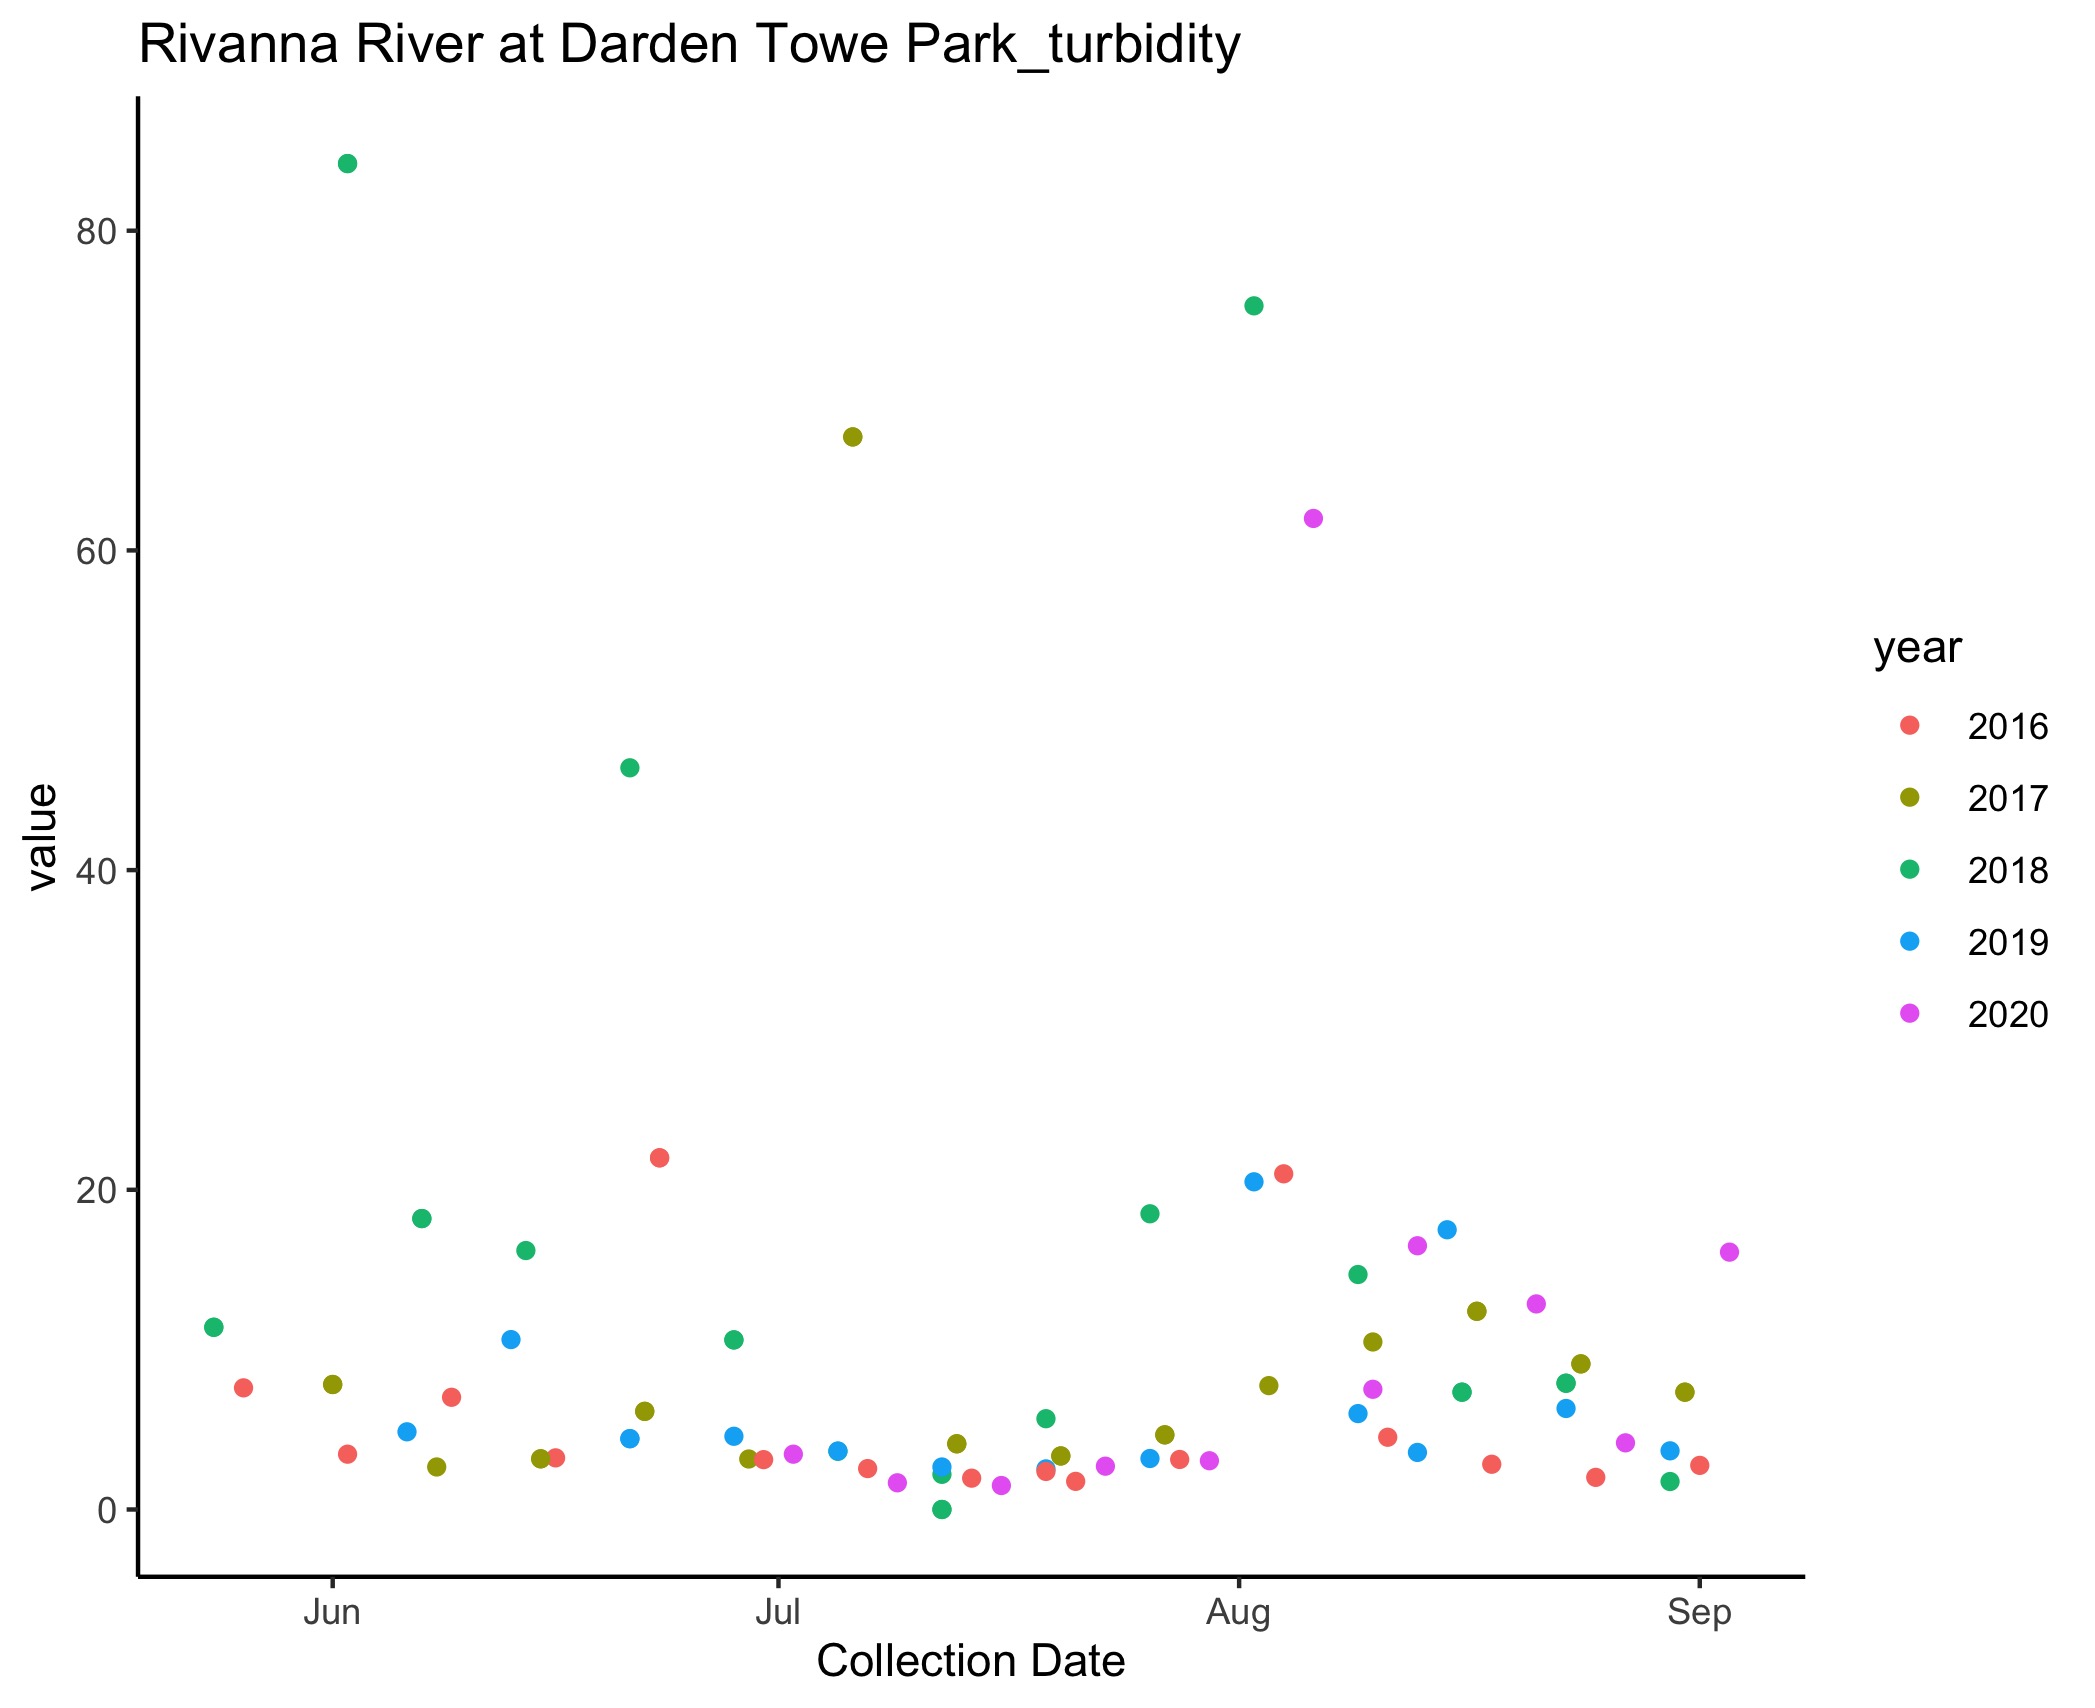 Rivanna River at Darden Towe Park_turbidity
80
60
40
20
0
value
Jun
Jul
Aug
Sep
Collection Date
year
2016
2017
2018
2019
2020